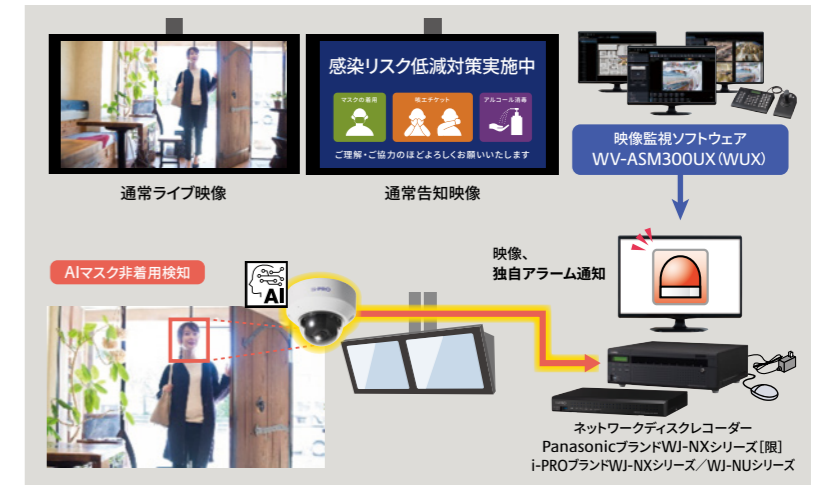 感染リスク低減対策実施中
マスクの着用
咳エチケット
アルコール消毒
ご理解・ご協力のほどよろしくお願いいたします
通常ライブ映像
通常告知映像
映像監視ソフトウェア
WV-ASM300UX(WUX)
AIマスク非着用検知
AI
i-PRO
映像、
独自アラーム通知
ネットワークディスクレコーダー
PanasonicブランドWJ-NXシリーズ[限]
i-PROブランドWJ-NXシリーズ/WJ-NUシリーズ